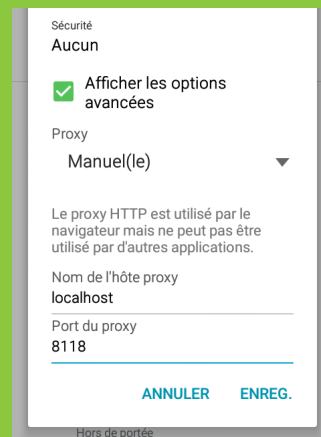 Sécurité
Aucun
Afficher les options
avancées
Proxy
Manuel(le)
Le proxy HTTP est utilisé par le
navigateur mais ne peut pas être
utilisé par d'autres applications.
Nom de l'hôte proxy
localhost
Port du proxy
8118
ANNULER ENREG.
Hors de portée